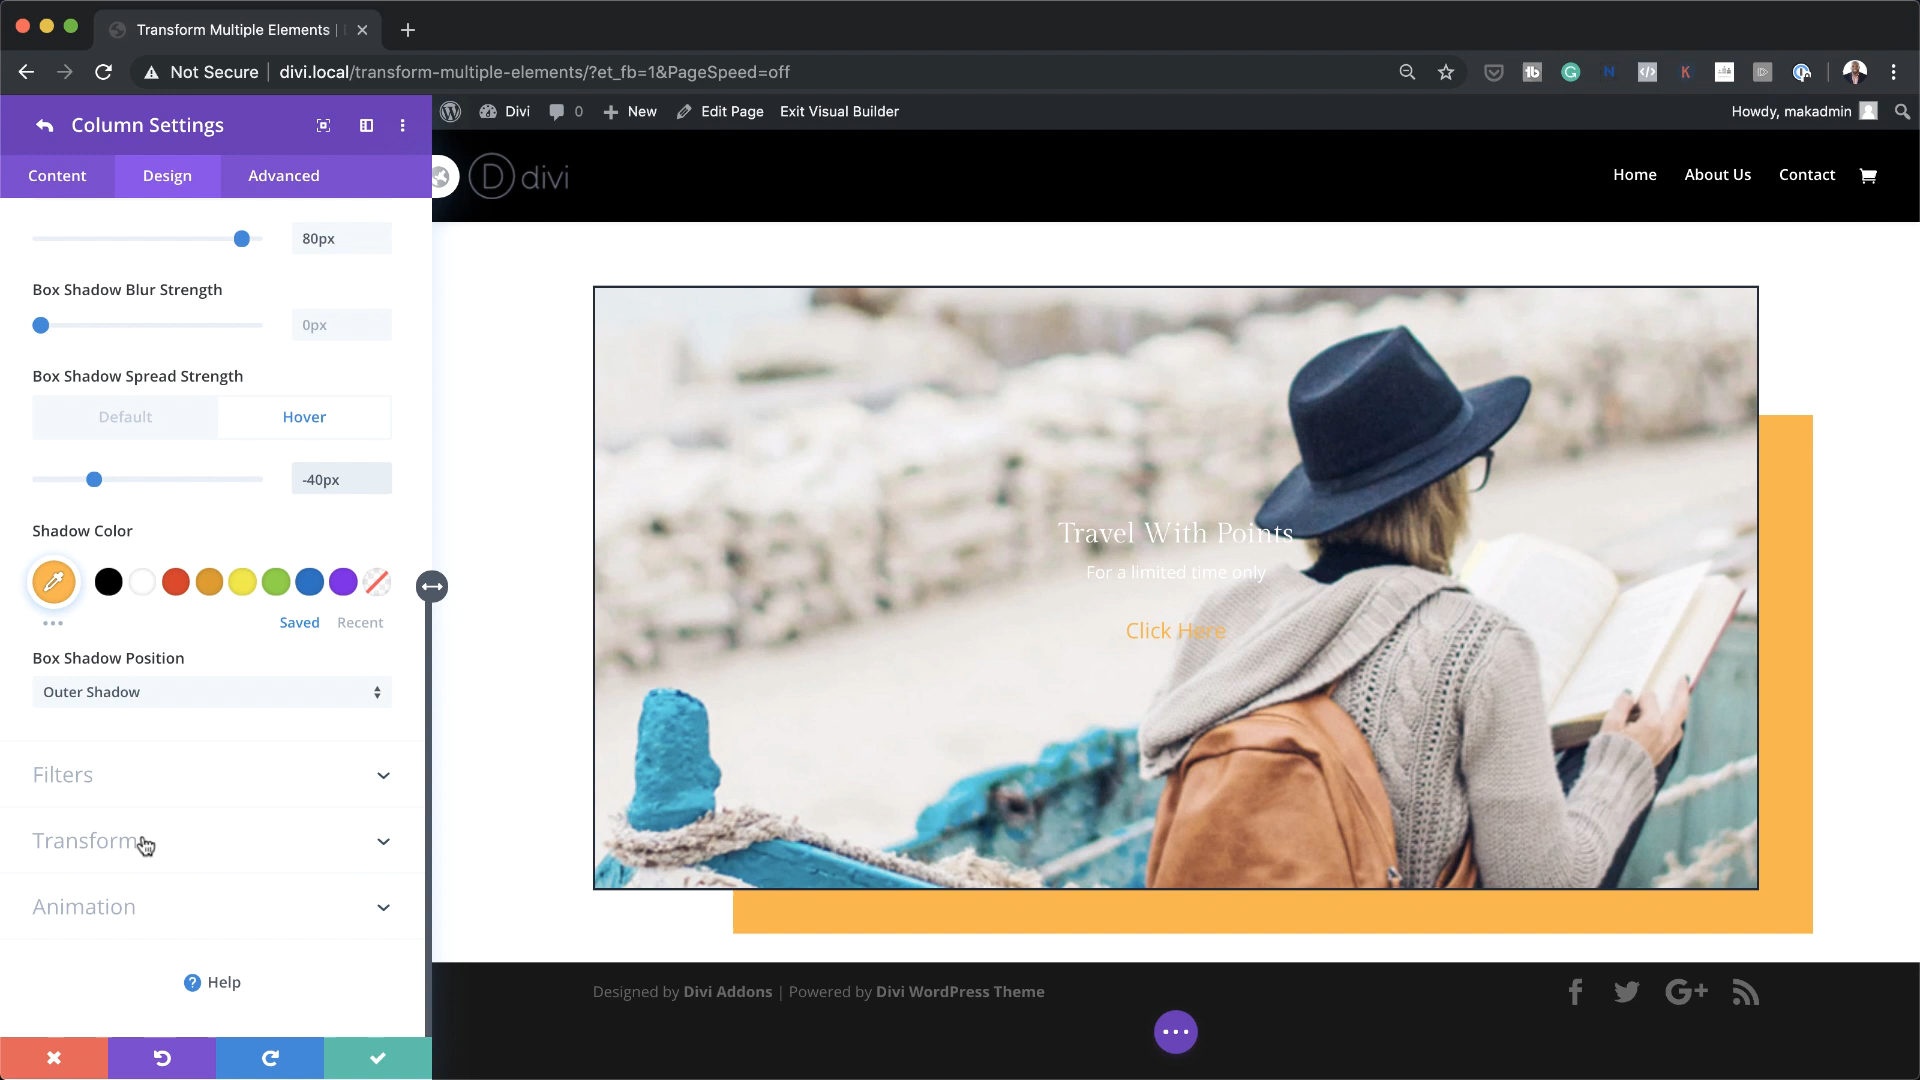 Transform Multiple Elements |
Not Secure | divi.local/transform-multiple-elements/?et_fb=1&PageSpeed=off
Column Settings
Divi 0 New Edit Page Exit Visual Builder
Howdy, makadmin
Content Design Advanced
divi
Home About Us Contact
80px
Box Shadow Blur Strength
0px
Box Shadow Spread Strength
Default Hover
-40px
Shadow Color
Saved Recent
Box Shadow Position
Outer Shadow
Filters
Transform
Animation
Help
Travel With Points
For a limited time only
Click Here
Designed by Divi Addons | Powered by Divi WordPress Theme